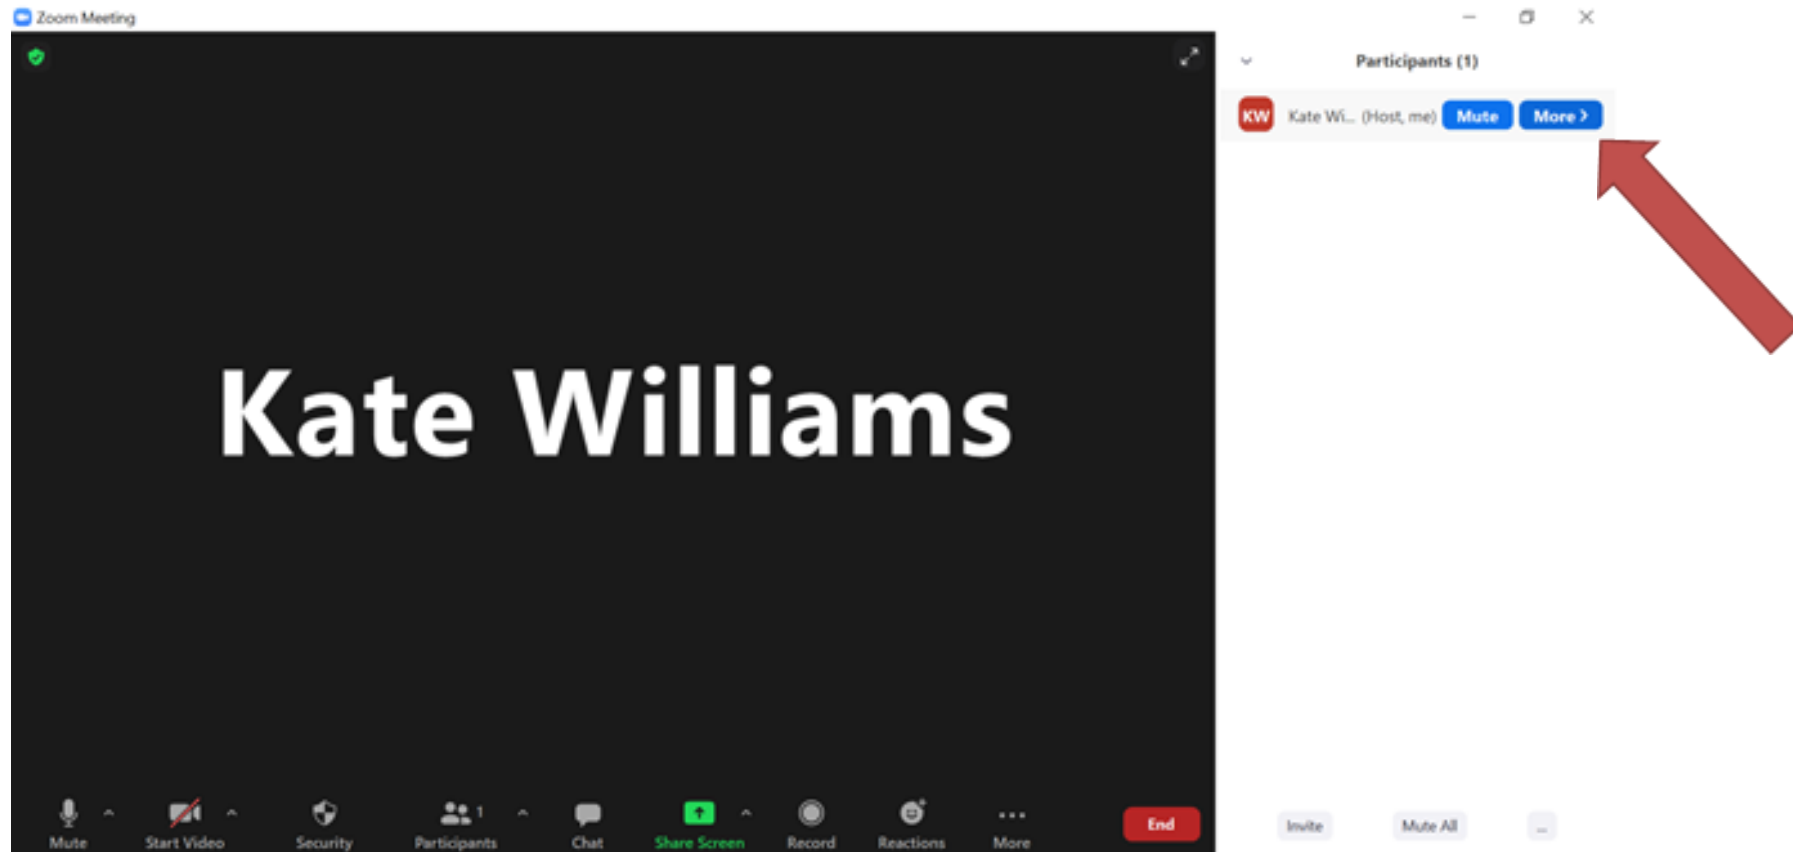 Zoom Meeting
Participants (1)
KW Kate Wi... (Host, me) Mute More >
Kate Williams
1
Mute Start Video Security Participants Chat Share Screen Record Reactions More End
Invite Mute All ...